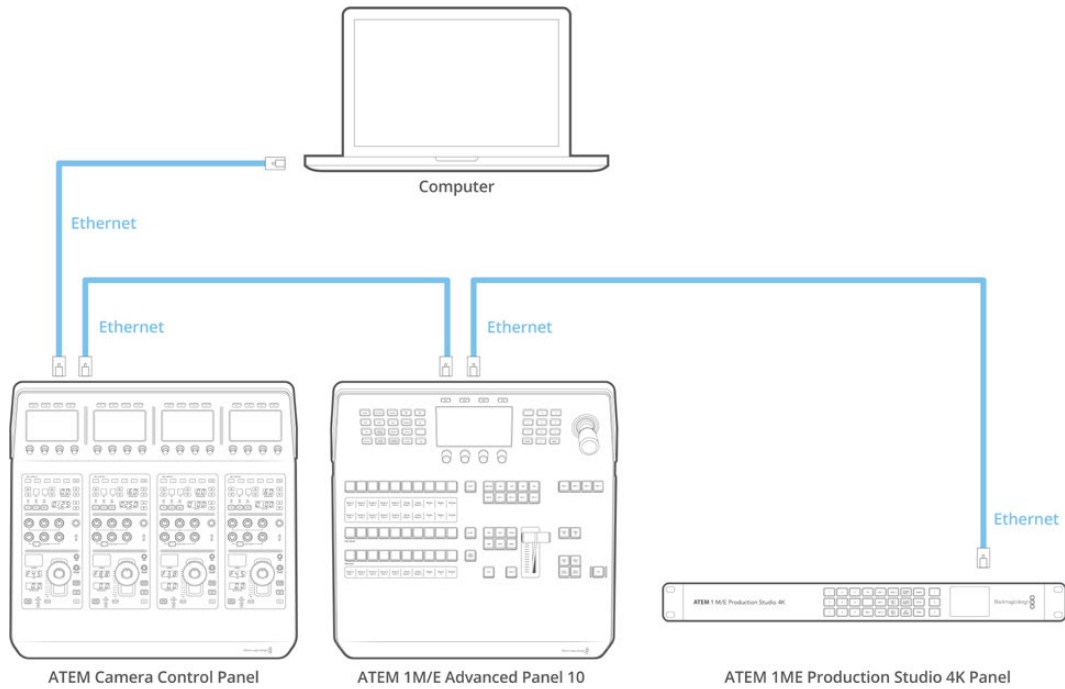 Computer
Ethernet
Ethernet
Ethernet
Ethernet
ATEM 1 M/E Production Studio 4K
Blackmagicdesign
ATEM Camera Control Panel
ATEM 1M/E Advanced Panel 10
ATEM 1ME Production Studio 4K Panel